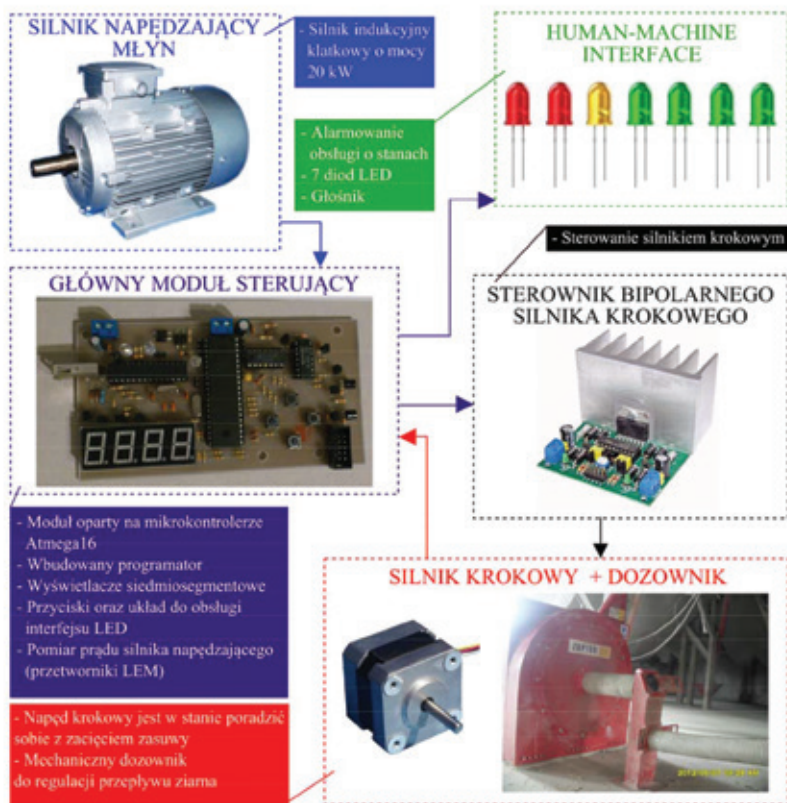 SILNIK NAPĘDZAJĄCY
MŁYN
- Silnik indukcyjny
klatkowy o mocy
20 kW
HUMAN-MACHINE
INTERFACE
- Alarmowanie
obsługi o stanach
- 7 diod LED
- Głośnik
- Sterowanie silnikiem krokowym
GŁÓWNY MODUŁ STERUJĄCY
STEROWNIK BIPOLARNEGO
SILNIKA KROKOWEGO
- Moduł oparty na mikrokontrolerze
Atmega16
- Wbudowany programator
- Wyświetlacze siedmiosegmentowe
- Przyciski oraz układ do obsługi
interfejsu LED
- Pomiar prądu silnika napędzającego
(przetworniki LEM)
SILNIK KROKOWY + DOZOWNIK
- Napęd krokowy jest w stanie poradzić
sobie z zacięciem zasuwy
- Mechaniczny dozownik
do regulacji przepływu ziarna